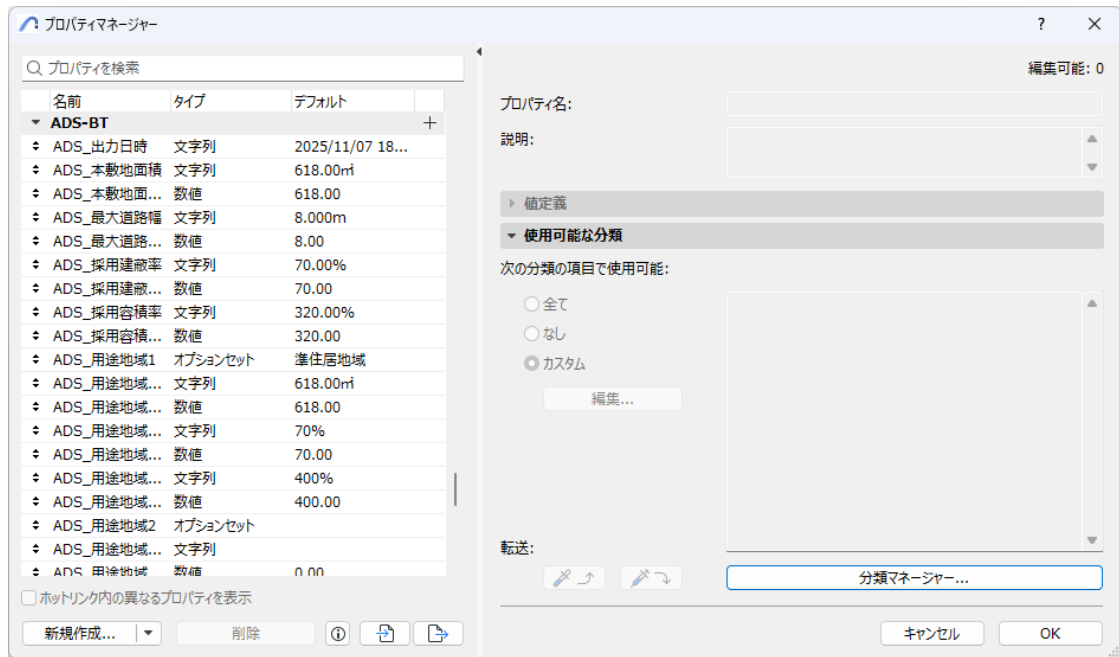 プロパティマネージャー
?
プロパティを検索
編集可能: 0
名前 タイプ デフォルト
ADS-BT
ADS_出力日時 文字列 2025/11/07 18...
ADS_本敷地面積 文字列 618.00㎡
ADS_本敷地面... 数値 618.00
ADS_最大道路幅 文字列 8.000m
ADS_最大道路... 数値 8.00
ADS_採用建蔽率 文字列 70.00%
ADS_採用建蔽... 数値 70.00
ADS_採用容積率 文字列 320.00%
ADS_採用容積... 数値 320.00
ADS_用途地域1 オプションセット 準住居地域
ADS_用途地域... 文字列 618.00㎡
ADS_用途地域... 数値 618.00
ADS_用途地域... 文字列 70%
ADS_用途地域... 数値 70.00
ADS_用途地域... 文字列 400%
ADS_用途地域... 数値 400.00
ADS_用途地域2 オプションセット
ADS_用途地域... 文字列
ADS_用途地域... 数値 0.00
ホットリンク内の異なるプロパティを表示
新規作成... 削除
プロパティ名:
説明:
値定義
使用可能な分類
次の分類の項目で使用可能:
全て
なし
カスタム
編集...
転送:
分類マネージャー...
キャンセル OK